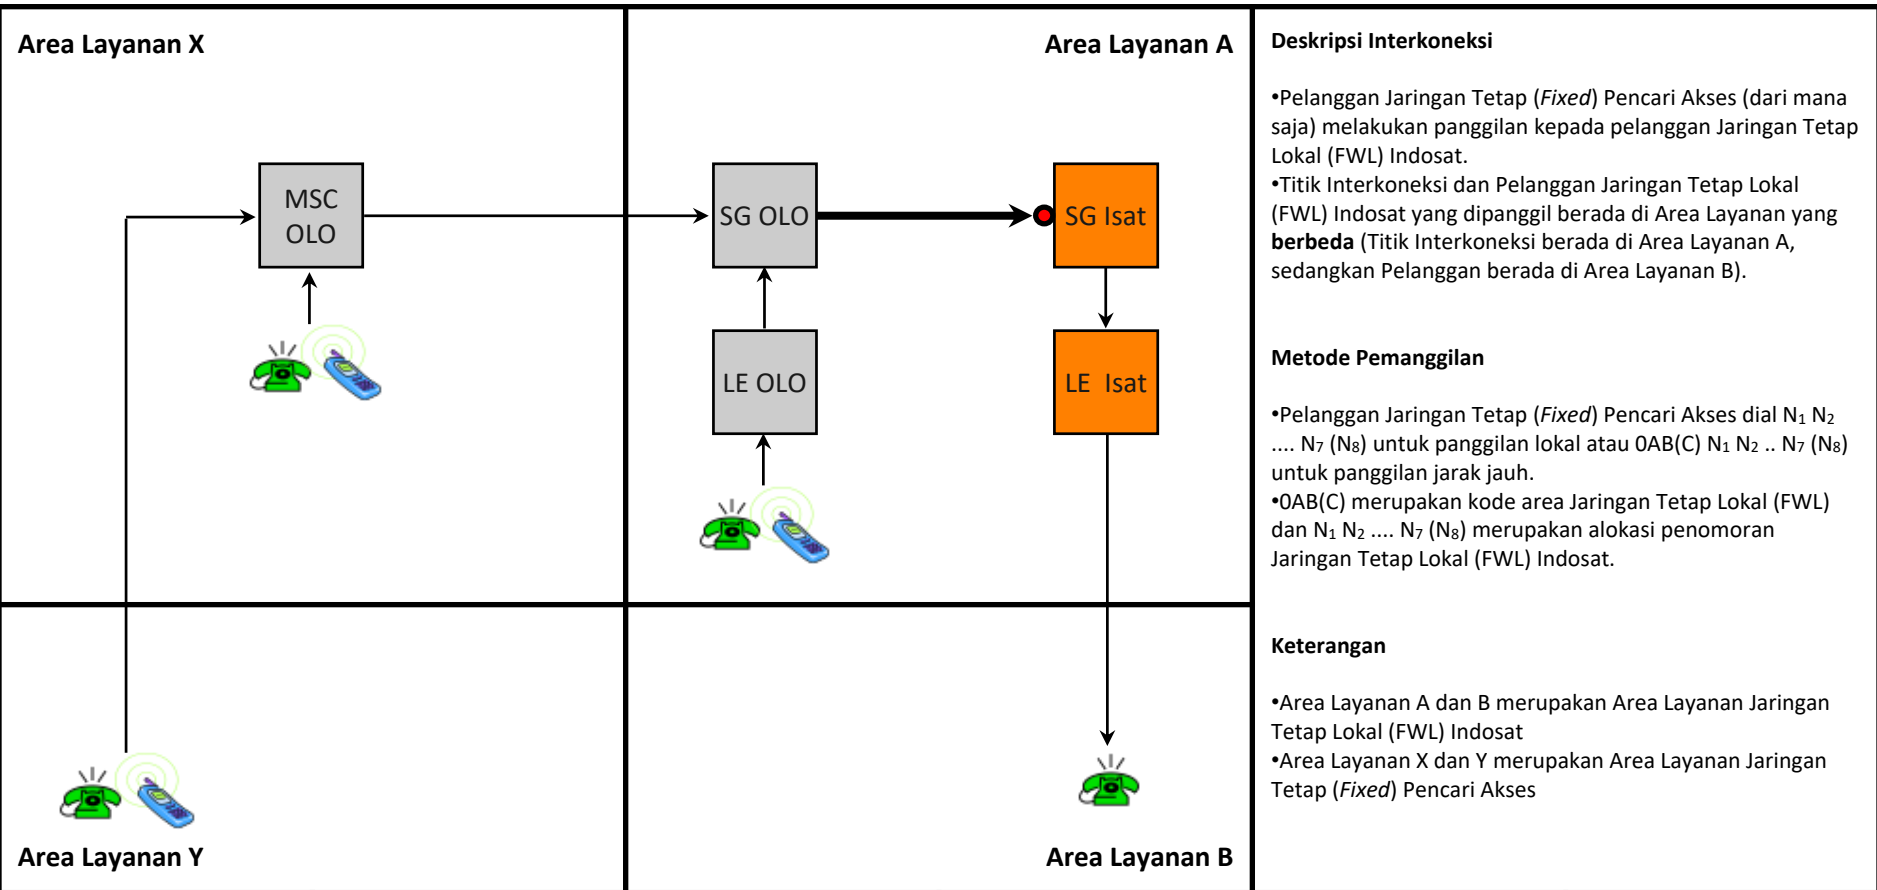 Area Layanan X
Area Layanan A
MSC
OLO
SG OLO
SG Isat
LE OLO
LE Isat
Area Layanan Y
Area Layanan B
Deskripsi Interkoneksi
•Pelanggan Jaringan Tetap (Fixed) Pencari Akses (dari mana
saja) melakukan panggilan kepada pelanggan Jaringan Tetap
Lokal (FWL) Indosat.
•Titik Interkoneksi dan Pelanggan Jaringan Tetap Lokal
(FWL) Indosat yang dipanggil berada di Area Layanan yang
berbeda (Titik Interkoneksi berada di Area Layanan A,
sedangkan Pelanggan berada di Area Layanan B).
Metode Pemanggilan
•Pelanggan Jaringan Tetap (Fixed) Pencari Akses dial N₁ N₂
.... N₇ (N₈) untuk panggilan lokal atau 0AB(C) N₁ N₂ .. N₇ (N₈)
untuk panggilan jarak jauh.
•0AB(C) merupakan kode area Jaringan Tetap Lokal (FWL)
dan N₁ N₂ .... N₇ (N₈) merupakan alokasi penomoran
Jaringan Tetap Lokal (FWL) Indosat.
Keterangan
•Area Layanan A dan B merupakan Area Layanan Jaringan
Tetap Lokal (FWL) Indosat
•Area Layanan X dan Y merupakan Area Layanan Jaringan
Tetap (Fixed) Pencari Akses